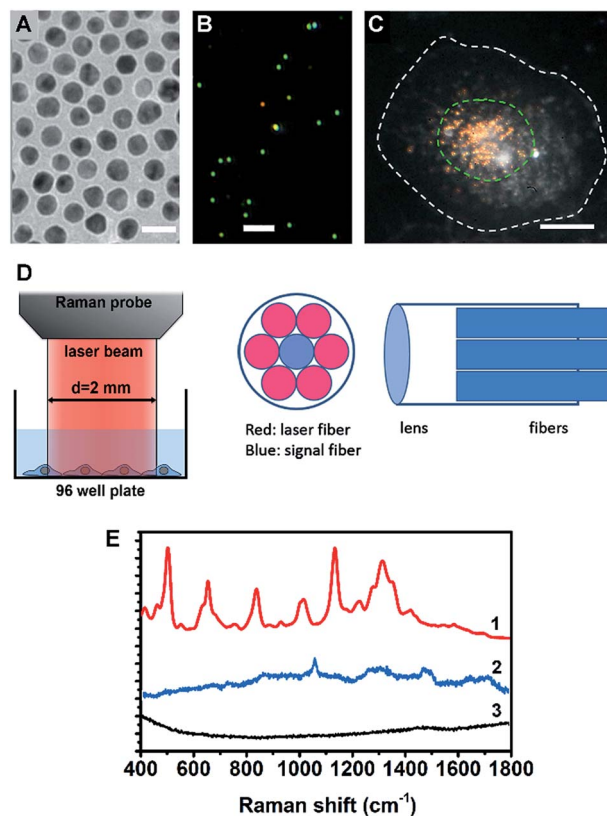 A
B
C
D
Raman probe
laser beam
d=2 mm
96 well plate
Red: laser fiber
Blue: signal fiber
lens
fibers
E
1
2
3
400 600 800 1000 1200 1400 1600 1800
Raman shift (cm⁻¹)